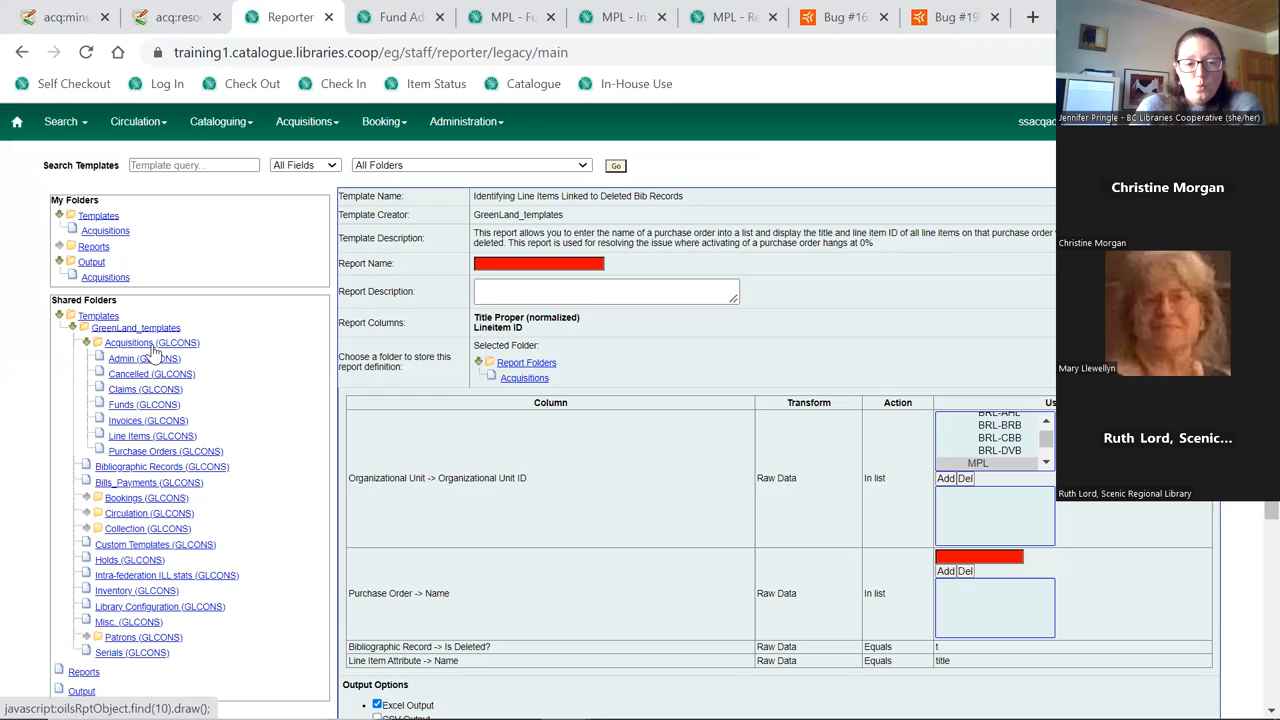 acq:minu
acq:reso
Reporter
Fund Ad
MPL - Fu
MPL - In
MPL - Re
Bug #16
Bug #19
training1.catalogue.libraries.coop/eg/staff/reporter/legacy/main
Self Checkout
Log In
Check Out
Check In
Item Status
Catalogue
In-House Use
Search
Circulation
Cataloguing
Acquisitions
Booking
Administration
ssacqad
Search Templates
Template query...
All Fields
All Folders
Go
My Folders
Templates
Acquisitions
Reports
Output
Acquisitions
Shared Folders
Templates
GreenLand_templates
Acquisitions (GLCONS)
Admin (GLCONS)
Cancelled (GLCONS)
Claims (GLCONS)
Funds (GLCONS)
Invoices (GLCONS)
Line Items (GLCONS)
Purchase Orders (GLCONS)
Bibliographic Records (GLCONS)
Bills_Payments (GLCONS)
Bookings (GLCONS)
Circulation (GLCONS)
Collection (GLCONS)
Custom Templates (GLCONS)
Holds (GLCONS)
Intra-federation ILL stats (GLCONS)
Inventory (GLCONS)
Library Configuration (GLCONS)
Misc. (GLCONS)
Patrons (GLCONS)
Serials (GLCONS)
Reports
Output
javascript:oilsRptObject.find(10).draw();
Template Name: Identifying Line Items Linked to Deleted Bib Records
Template Creator: GreenLand_templates
Template Description: This report allows you to enter the name of a purchase order into a list and display the title and line item ID of all line items on that purchase order
deleted. This report is used for resolving the issue where activating of a purchase order hangs at 0%
Report Name:
Report Description:
Report Columns: Title Proper (normalized)
Lineitem ID
Choose a folder to store this
report definition:
Selected Folder:
Report Folders
Acquisitions
Column Transform Action Us
BRL-AHL
BRL-BRB
BRL-CBB
BRL-DVB
MPL
Organizational Unit -> Organizational Unit ID Raw Data In list Add Del
Purchase Order -> Name Raw Data In list Add Del
Bibliographic Record -> Is Deleted? Raw Data Equals t
Line Item Attribute -> Name Raw Data Equals title
Output Options
Excel Output
CSV Output
Jennifer Pringle - BC Libraries Cooperative (she/her)
Christine Morgan
Christine Morgan
Mary Llewellyn
Ruth Lord, Scenic...
Ruth Lord, Scenic Regional Library